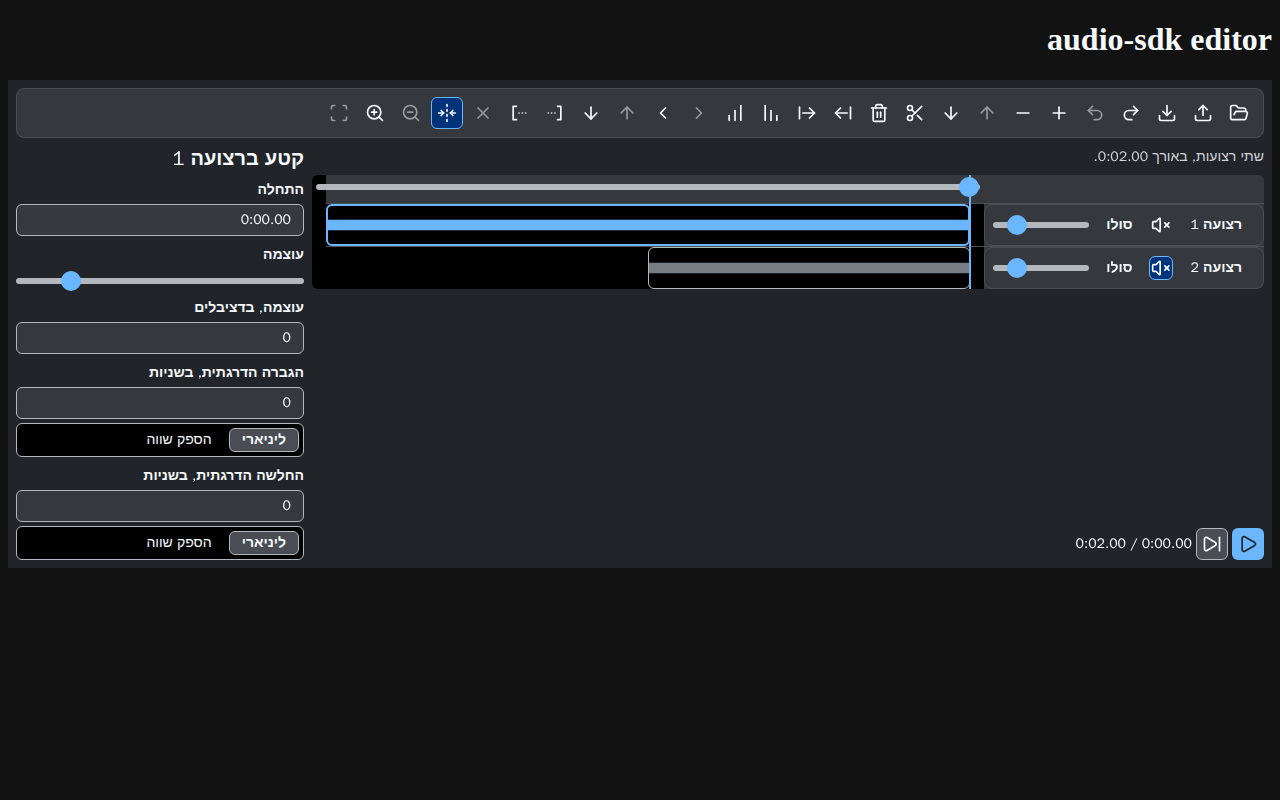 audio-sdk editor
שתי רצועות, באורך 0:02.00.
רצועה 1
סולו
רצועה 2
סולו
0:02.00 / 0:00.00
קטע ברצועה 1
התחלה
0:00.00
עוצמה
עוצמה, בדציבלים
0
הגברה הדרגתית, בשניות
0
ליניארי הספק שווה
החלשה הדרגתית, בשניות
0
ליניארי הספק שווה